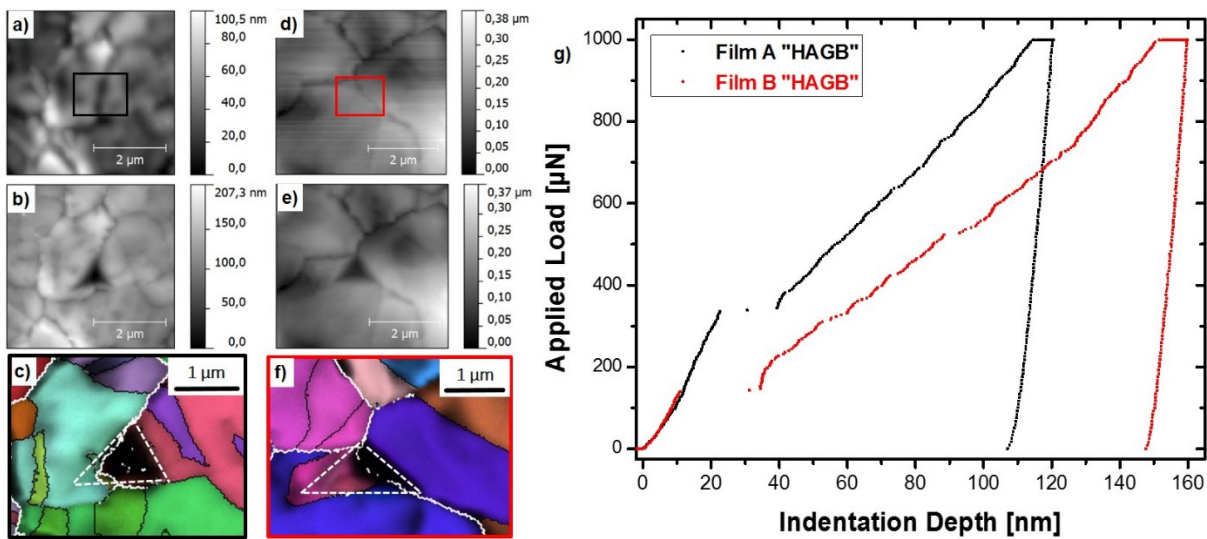 a)
100,5 nm
80,0
60,0
40,0
20,0
0,0
2 µm
b)
207,3 nm
150,0
100,0
50,0
0,0
2 µm
c)
1 µm
d)
0,38 µm
0,30
0,25
0,20
0,15
0,10
0,05
0,00
2 µm
e)
0,37 µm
0,30
0,25
0,20
0,15
0,10
0,05
0,00
2 µm
f)
1 µm
g)
Film A "HAGB"
Film B "HAGB"
Applied Load [µN]
1000
800
600
400
200
0
0 20 40 60 80 100 120 140 160
Indentation Depth [nm]